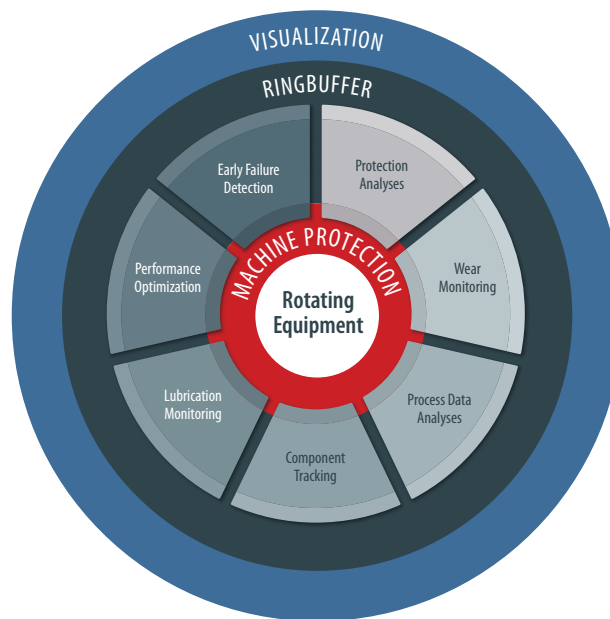 VISUALIZATION
RINGBUFFER
Early Failure
Detection
Protection
Analyses
Performance
Optimization
MACHINE PROTECTION
Rotating
Equipment
Wear
Monitoring
Lubrication
Monitoring
Process Data
Analyses
Component
Tracking